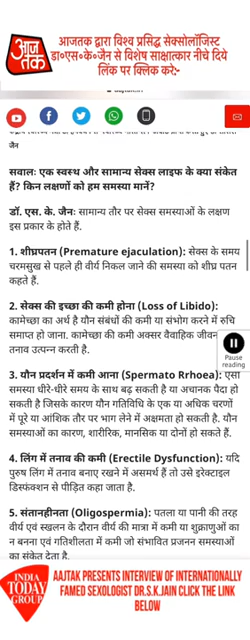 आज
तक
आजतक द्वारा विश्व प्रसिद्ध सेक्सोलॉजिस्ट
डा०एस०के०जैन से विशेष साक्षात्कार नीचे दिये
लिंक पर क्लिक करे:-
जैन
सवालः एक स्वस्थ और सामान्य सेक्स लाइफ के क्या संकेत
हैं? किन लक्षणों को हम समस्या मानें?
डॉ. एस. के. जैनः सामान्य तौर पर सेक्स समस्याओं के लक्षण
इस प्रकार के होते हैं.
1. शीघ्रपतन (Premature ejaculation): सेक्स के समय
चरमसुख से पहले ही वीर्य निकल जाने की समस्या को शीघ्र पतन
कहते हैं.
2. सेक्स की इच्छा की कमी होना (Loss of Libido):
कामेच्छा का अर्थ है यौन संबंधों की कमी या संभोग करने में रुचि
समाप्त हो जाना. कामेच्छा की कमी अक्सर वैवाहिक जीवन
तनाव उत्पन्न करती है.
Pause
reading
3. यौन प्रदर्शन में कमी आना (Spermato Rrhoea): एसी
समस्या धीरे-धीरे समय के साथ बढ़ सकती है या अचानक पैदा हो
सकती है जिसके कारण यौन गतिविधि के एक या अधिक चरणों
में पूरे या आंशिक तौर पर भाग लेने में अक्षमता हो सकती है. यौन
समस्याओं का कारण, शारीरिक, मानसिक या दोनों हो सकते हैं.
4. लिंग में तनाव की कमी (Erectile Dysfunction): यदि
पुरुष लिंग में तनाव बनाए रखने में असमर्थ हैं तो उसे इरेक्टाइल
डिस्फंक्शन से पीड़ित कहा जाता है.
5. संतानहीनता (Oligospermia): पतला या पानी की तरह
वीर्य एवं स्खलन के दौरान वीर्य की मात्रा में कमी या शुक्राणुओं का
न बनना एवं गतिशीलता में कमी जो संभावित प्रजनन समस्याओं
का संकेत देता है.
INDIA
TODAY
GROUP
AAJTAK PRESENTS INTERVIEW OF INTERNATIONALLY
FAMED SEXOLOGIST DR.S.K.JAIN CLICK THE LINK
BELOW